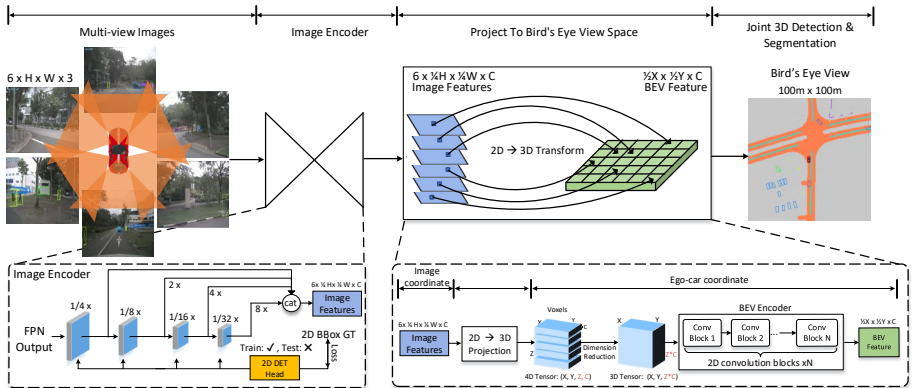 Multi-view Images
Image Encoder
Project To Bird's Eye View Space
Joint 3D Detection &
Segmentation
6 x H x W x 3
6 x ¼H x ¼W x C
Image Features
½X x ½Y x C
BEV Feature
2D → 3D Transform
Bird's Eye View
100m x 100m
Image Encoder
FPN
Output
1/4 x
1/8 x
1/16 x
1/32 x
2 x
4 x
8 x
cat
6x ¼ Hx ¼ W x C
Image
Features
2D BBox GT
Train: ✓, Test: ✗
LOSS
2D DET
Head
Image
coordinate
Ego-car coordinate
6x ¼ Hx ¼ W x C
Image
Features
2D → 3D
Projection
Voxels
X
Y
C
Z
4D Tensor: (X, Y, Z, C)
Dimension
Reduction
X
Y
Z*C
3D Tensor: (X, Y, Z*C)
BEV Encoder
Conv
Block 1
Conv
Block 2
...
Conv
Block N
2D convolution blocks xN
½X x ½Y x C
BEV
Feature